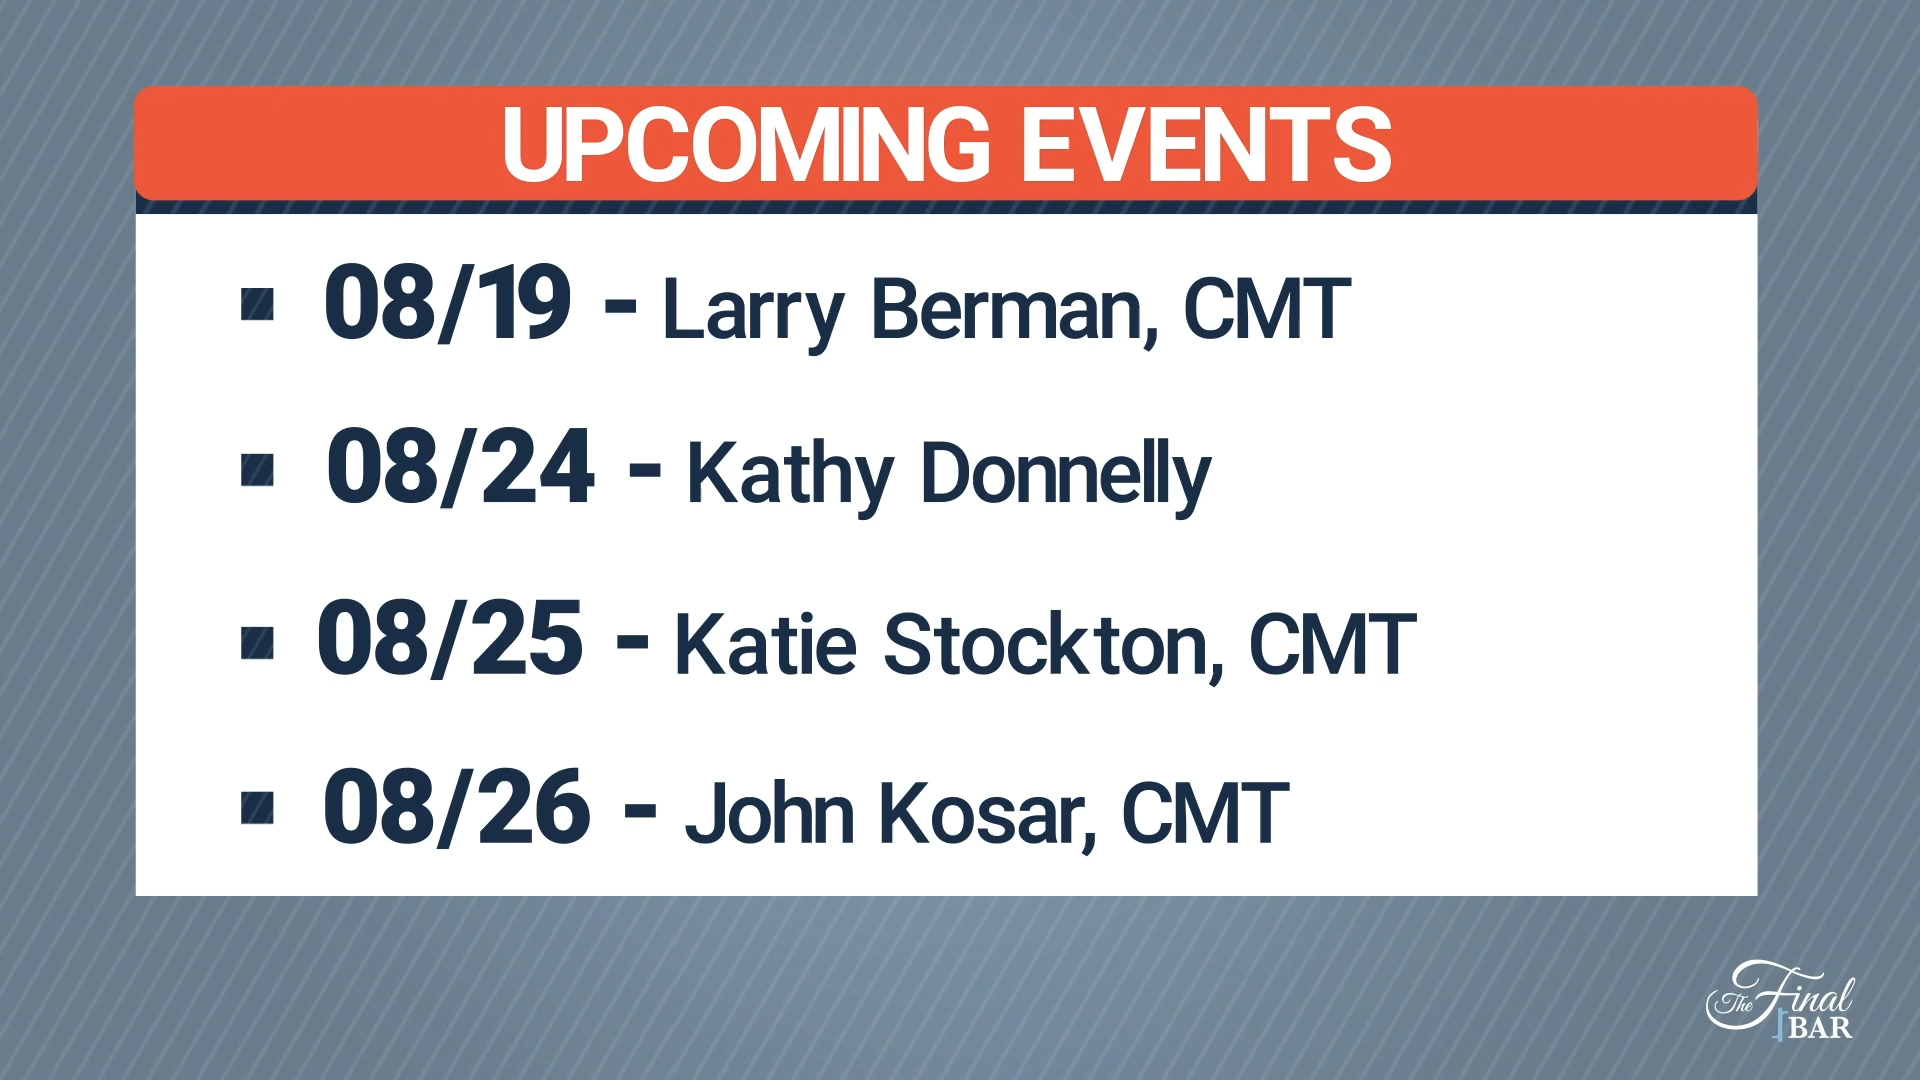 UPCOMING EVENTS
▪ 08/19 - Larry Berman, CMT
▪ 08/24 - Kathy Donnelly
▪ 08/25 - Katie Stockton, CMT
▪ 08/26 - John Kosar, CMT
The Final
BAR